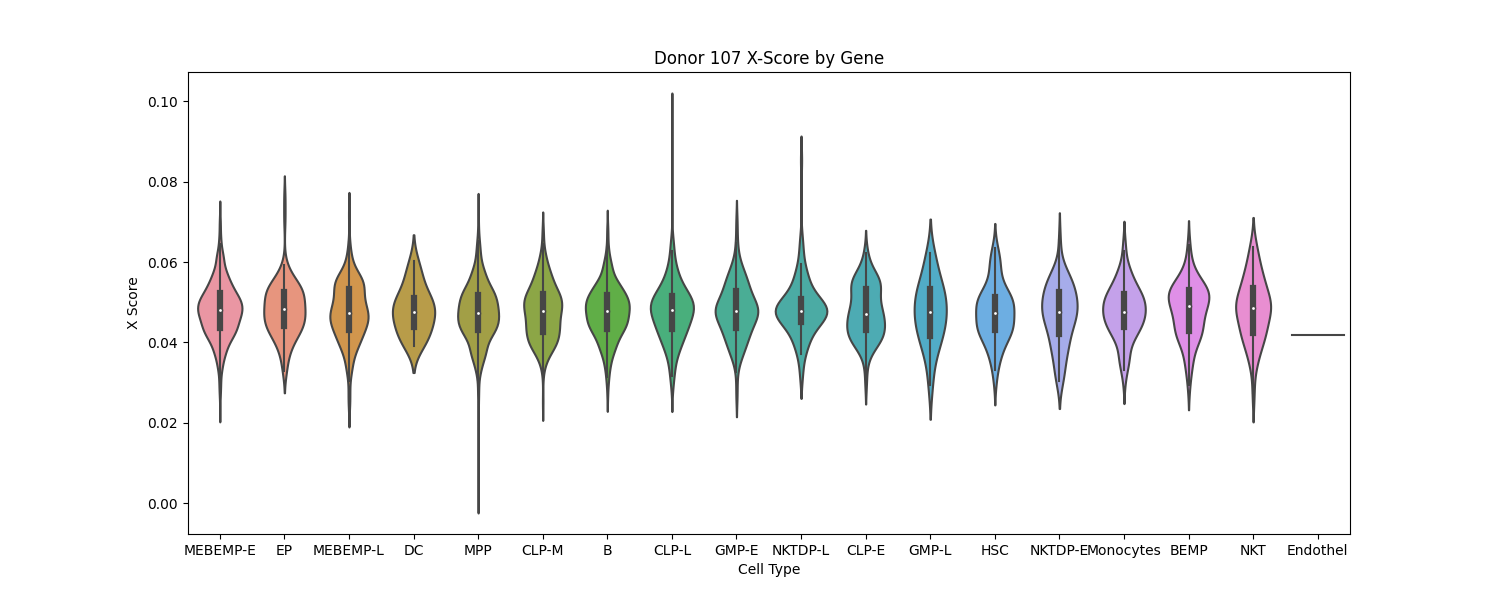 Donor 107 X-Score by Gene
X Score
0.10
0.08
0.06
0.04
0.02
0.00
MEBEMP-E EP MEBEMP-L DC MPP CLP-M B CLP-L GMP-E NKTDP-L CLP-E GMP-L HSC NKTDP-E Monocytes BEMP NKT Endothel
Cell Type